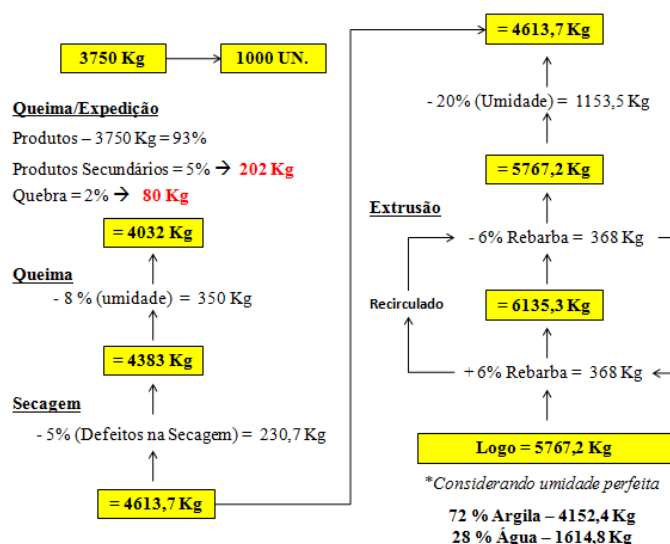 3750 Kg
1000 UN.
Queima/Expedição
Produtos – 3750 Kg = 93%
Produtos Secundários = 5% → 202 Kg
Quebra = 2% → 80 Kg
= 4032 Kg
Queima
- 8 % (umidade) = 350 Kg
= 4383 Kg
Secagem
- 5% (Defeitos na Secagem) = 230,7 Kg
= 4613,7 Kg
= 4613,7 Kg
- 20% (Umidade) = 1153,5 Kg
= 5767,2 Kg
Extrusão
- 6% Rebarba = 368 Kg
Recirculado
= 6135,3 Kg
+ 6% Rebarba = 368 Kg
Logo = 5767,2 Kg
*Considerando umidade perfeita
72 % Argila – 4152,4 Kg
28 % Água – 1614,8 Kg